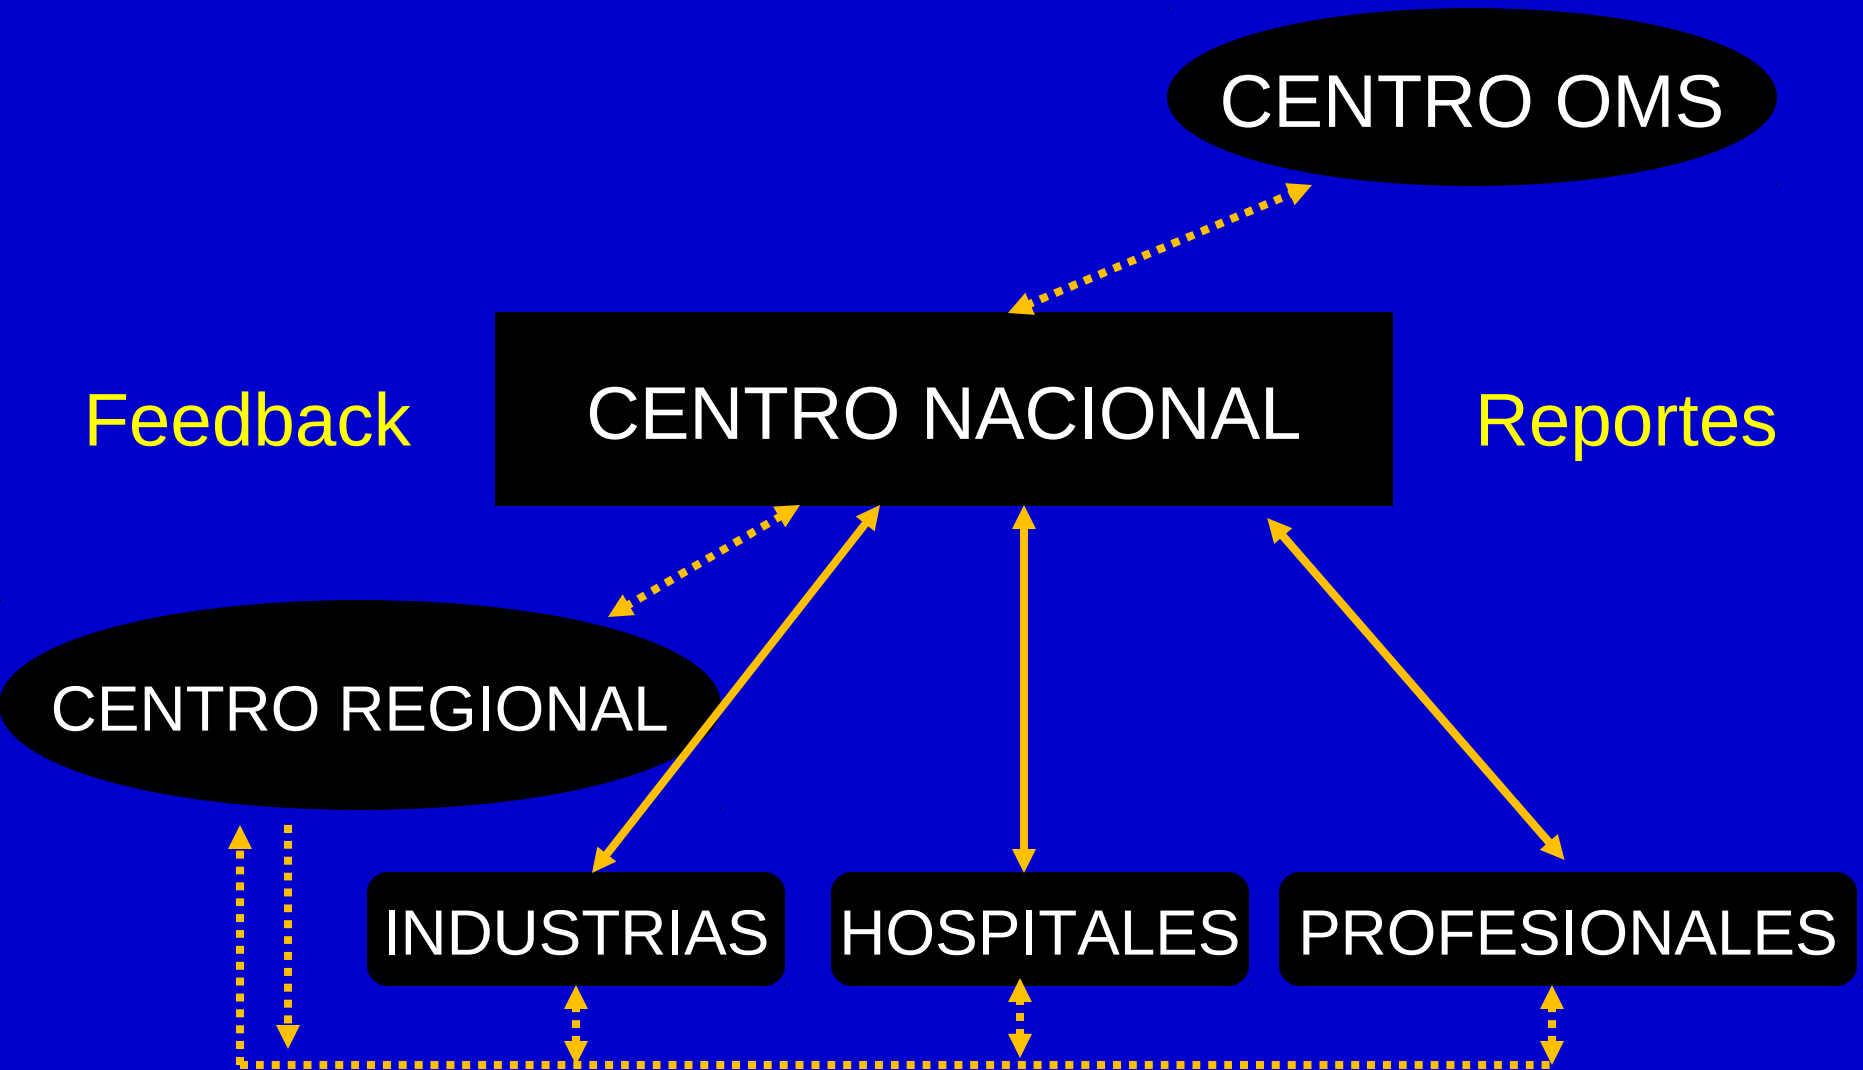 CENTRO OMS
CENTRO NACIONAL
Feedback
Reportes
CENTRO REGIONAL
INDUSTRIAS
HOSPITALES
PROFESIONALES